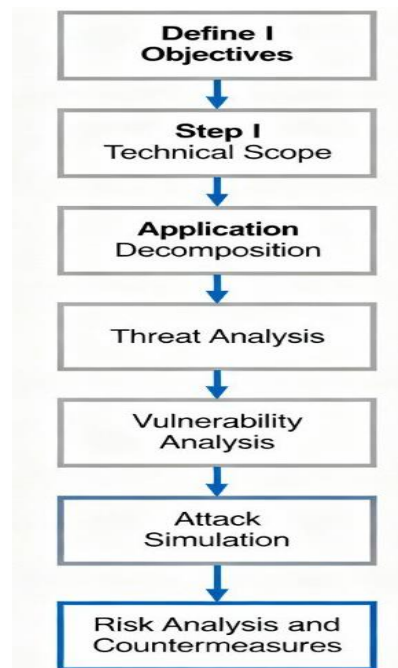 Define I
Objectives
Step I
Technical Scope
Application
Decomposition
Threat Analysis
Vulnerability
Analysis
Attack
Simulation
Risk Analysis and
Countermeasures